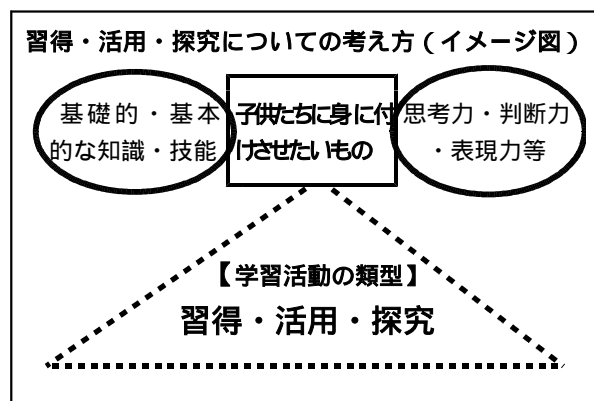 習得・活用・探究についての考え方(イメージ図)
基礎的・基本
的な知識・技能
子供たちに身に付
けさせたいもの
思考力・判断力
・表現力等
【学習活動の類型】
習得・活用・探究